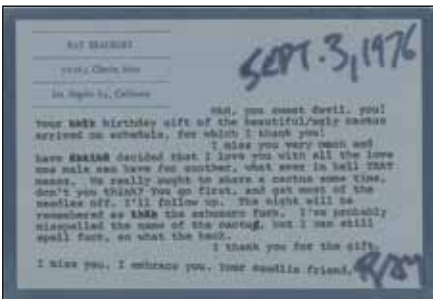 RAY BRADBURY
Los Angeles 64, California
SEPT. 3, 1976
you sweet devil, you!
Your birthday gift of the beautiful/ugly cactus
arrived on schedule, for which I thank you!
I miss you very much and
have decided that I love you with all the love
one male can have for another, what ever in hell THAT
means. We really ought to share a cactus some time,
don't you think? You go first, and get most of the
needles off. I'll follow up. The night will be
remembered as the fuck. I've probably
misspelled the name of the cactus, but I can still
spell fuck, so what the heck.
I thank you for the gift.
I miss you. I embrace you. Your needlis friend,
Ray